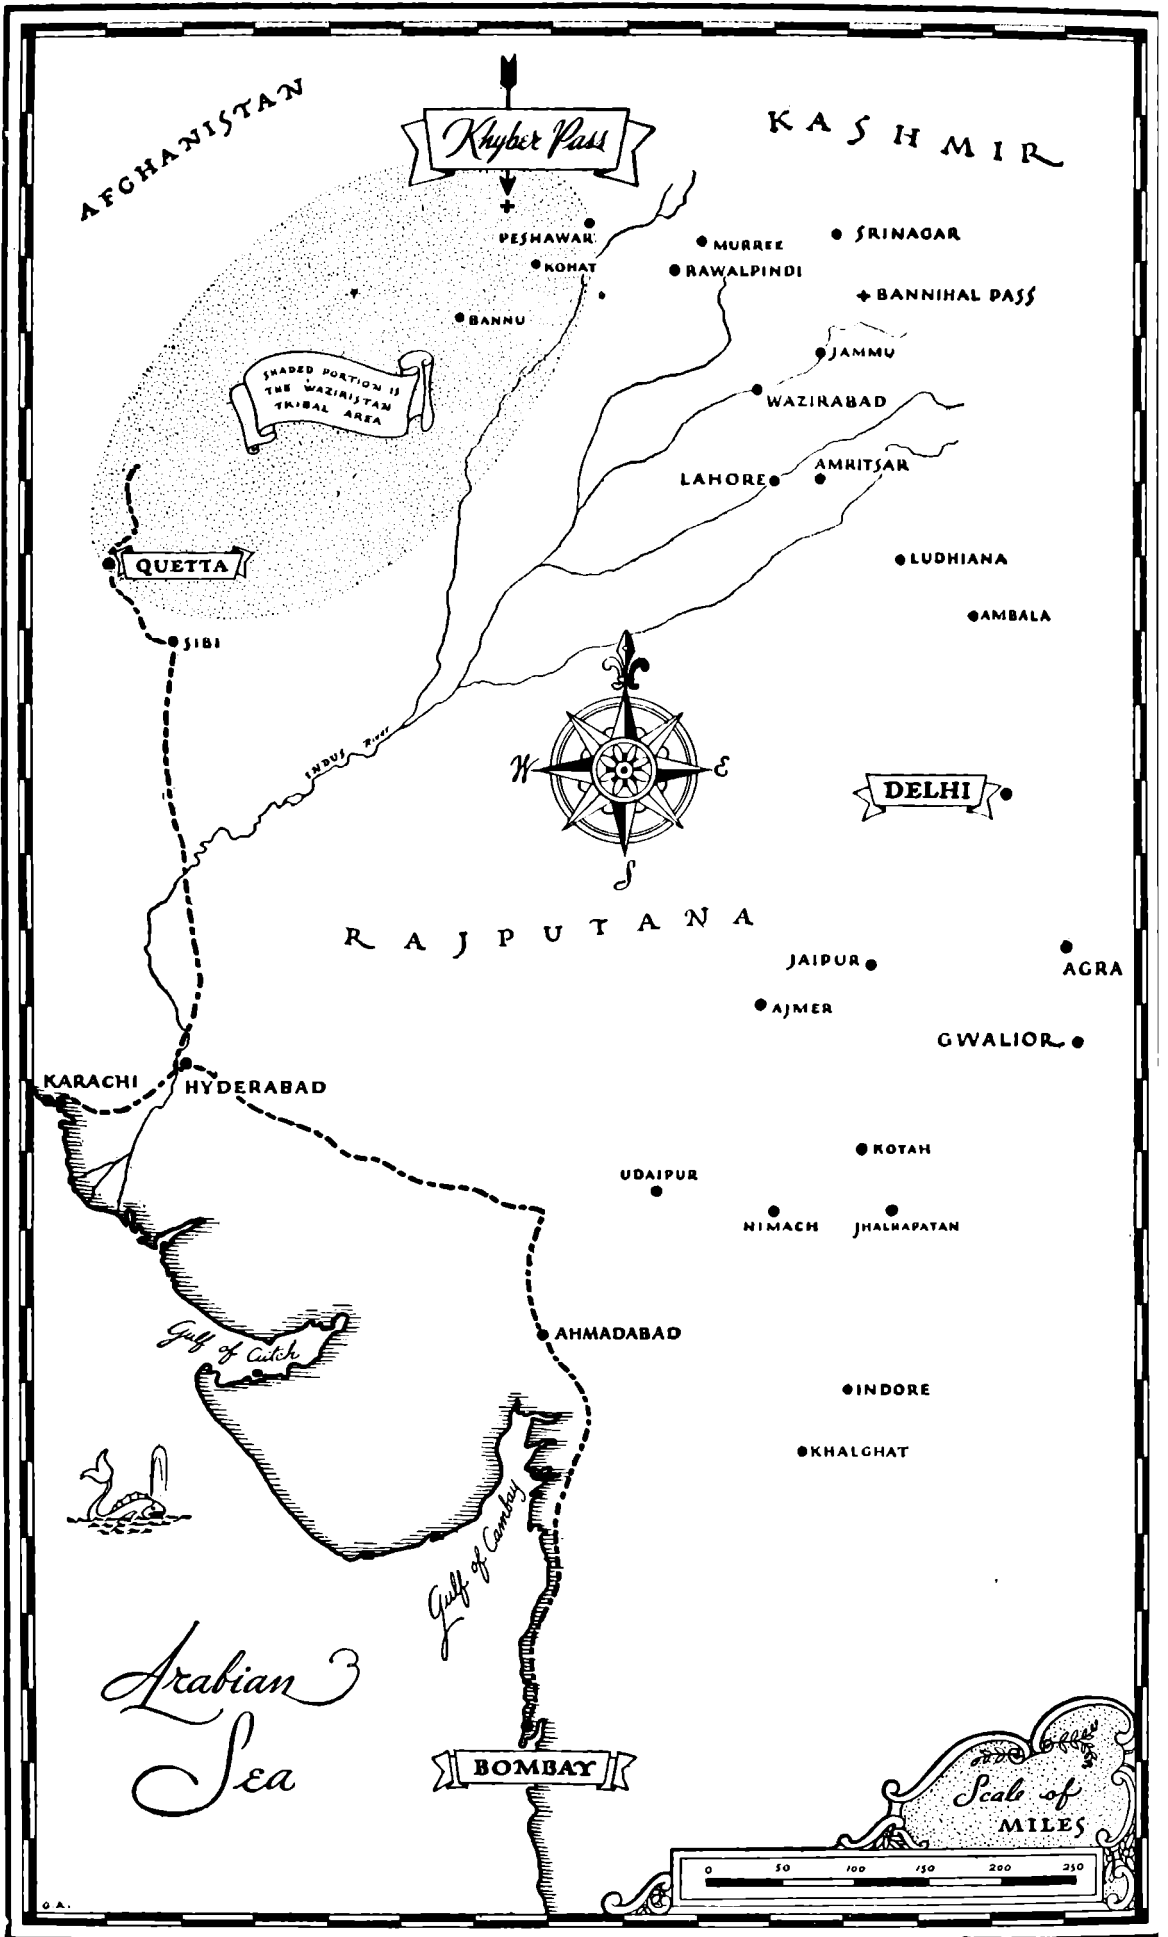 AFGHANISTAN
Khyber Pass
KASHMIR
PESHAWAR
KOHAT
MURREE
RAWALPINDI
SRINAGAR
BANNIHAL PASS
BANNU
JAMMU
WAZIRABAD
SHADED PORTION IS
THE WAZIRISTAN
TRIBAL AREA
LAHORE
AMRITSAR
QUETTA
LUDHIANA
AMBALA
SIBI
INDUS River
W
E
S
DELHI
RAJPUTANA
JAIPUR
AGRA
AJMER
GWALIOR
KARACHI
HYDERABAD
KOTAH
UDAIPUR
NIMACH
JHALRAPATAN
Gulf of Cutch
AHMADABAD
INDORE
KHALGHAT
Gulf of Cambay
Arabian
Sea
BOMBAY
Scale of
MILES
0 50 100 150 200 250
G.A.